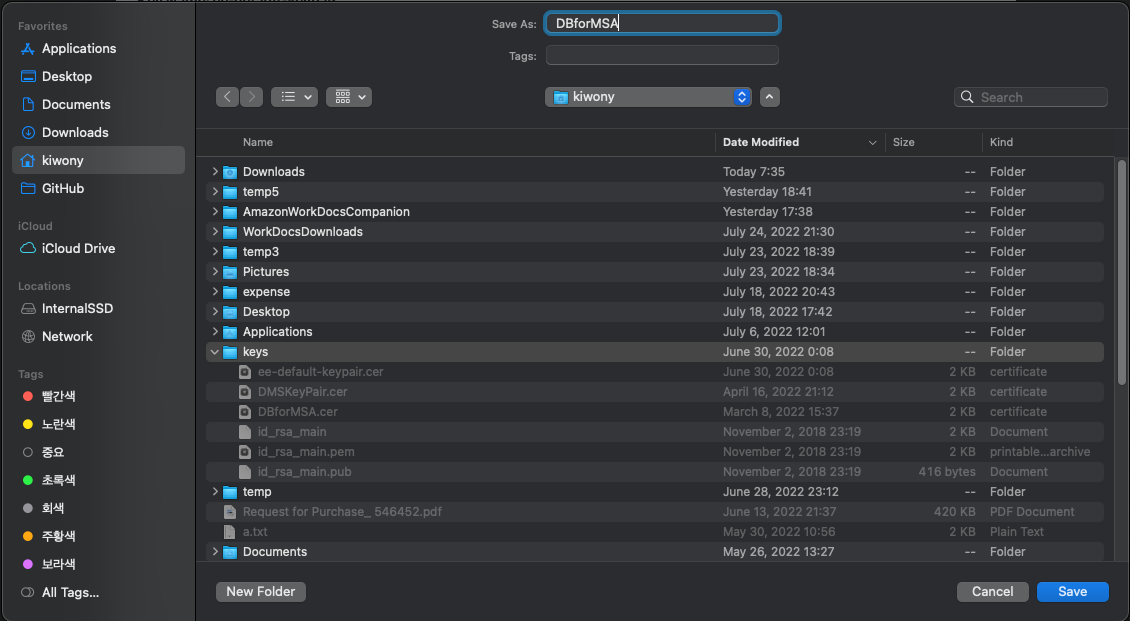 Favorites
Applications
Desktop
Documents
Downloads
kiwony
GitHub
iCloud
iCloud Drive
Locations
InternalSSD
Network
Tags
빨간색
노란색
중요
초록색
회색
주황색
보라색
All Tags...
Save As: DBforMSA
Tags:
kiwony
Search
Name Date Modified Size Kind
Downloads Today 7:35 -- Folder
temp5 Yesterday 18:41 -- Folder
AmazonWorkDocsCompanion Yesterday 17:38 -- Folder
WorkDocsDownloads July 24, 2022 21:30 -- Folder
temp3 July 23, 2022 18:39 -- Folder
Pictures July 23, 2022 18:34 -- Folder
expense July 18, 2022 20:43 -- Folder
Desktop July 18, 2022 17:42 -- Folder
Applications July 6, 2022 12:01 -- Folder
keys June 30, 2022 0:08 -- Folder
ee-default-keypair.cer June 30, 2022 0:08 2 KB certificate
DMSKeyPair.cer April 16, 2022 21:12 2 KB certificate
DBforMSA.cer March 8, 2022 15:37 2 KB certificate
id_rsa_main November 2, 2018 23:19 2 KB Document
id_rsa_main.pem November 2, 2018 23:19 2 KB printable...archive
id_rsa_main.pub November 2, 2018 23:19 416 bytes Document
temp June 28, 2022 23:12 -- Folder
Request for Purchase_ 546452.pdf June 13, 2022 21:37 420 KB PDF Document
a.txt May 30, 2022 10:56 2 KB Plain Text
Documents May 26, 2022 13:27 -- Folder
New Folder Cancel Save